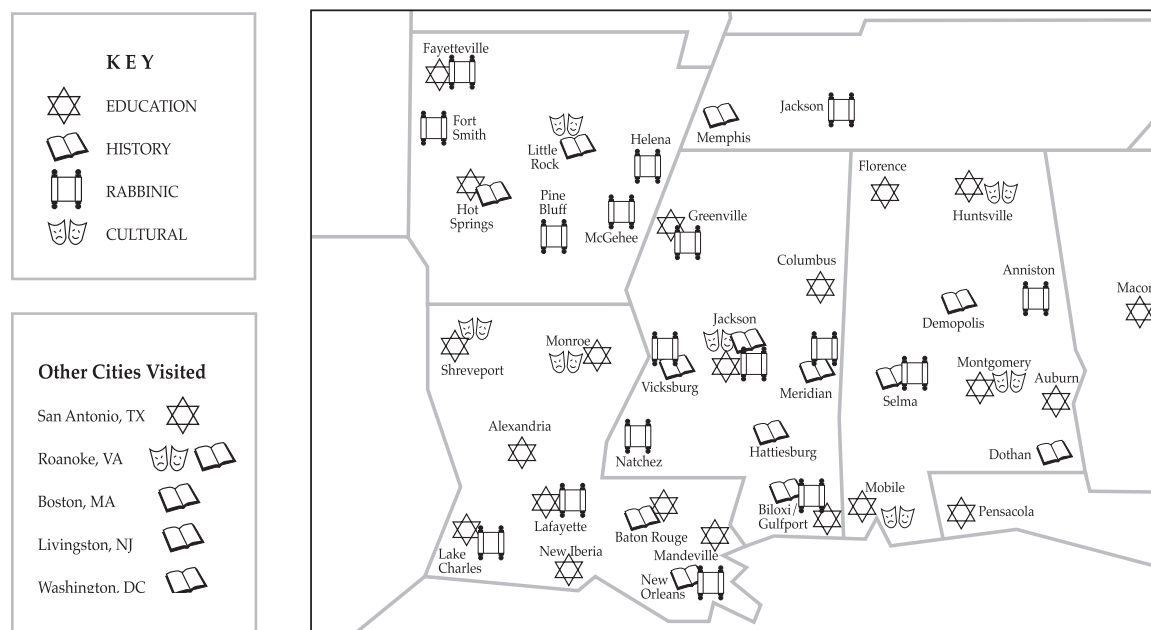 KEY
EDUCATION
HISTORY
RABBINIC
CULTURAL
Other Cities Visited
San Antonio, TX
Roanoke, VA
Boston, MA
Livingston, NJ
Washington, DC
Fayetteville
Fort
Smith
Little
Rock
Helena
Hot
Springs
Pine
Bluff
McGehee
Memphis
Jackson
Florence
Huntsville
Greenville
Columbus
Anniston
Demopolis
Macon
Shreveport
Monroe
Jackson
Vicksburg
Meridian
Selma
Montgomery
Auburn
Alexandria
Natchez
Hattiesburg
Dothan
Lafayette
Baton Rouge
Biloxi/
Gulfport
Mobile
Pensacola
Lake
Charles
New Iberia
Mandeville
New
Orleans